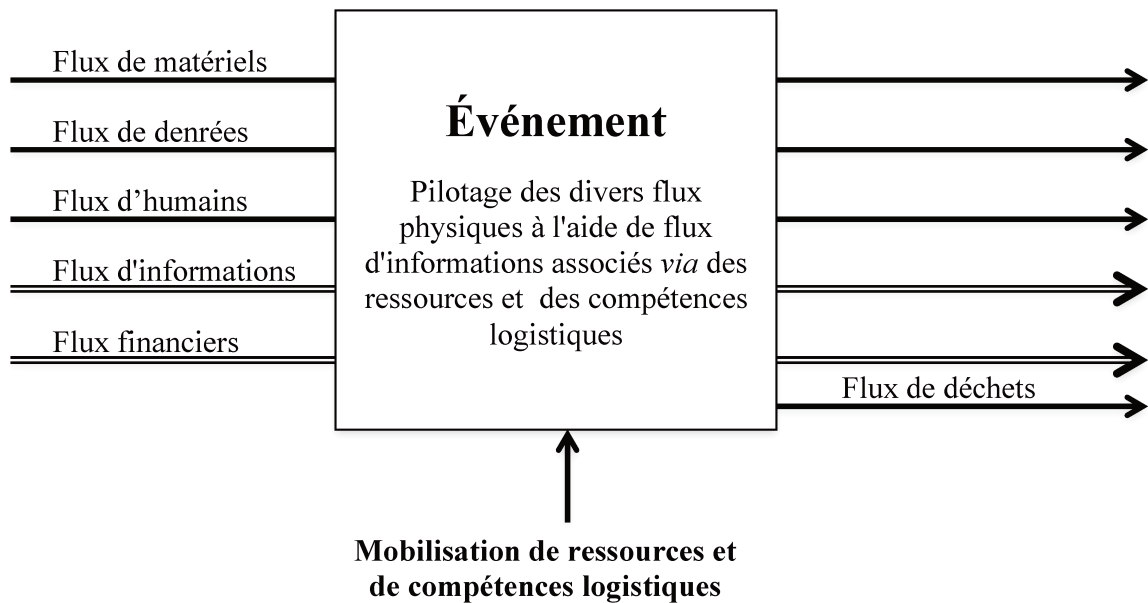 Flux de matériels
Flux de denrées
Flux d’humains
Flux d'informations
Flux financiers
Événement
Pilotage des divers flux
physiques à l'aide de flux
d'informations associés via des
ressources et des compétences
logistiques
Flux de déchets
Mobilisation de ressources et
de compétences logistiques